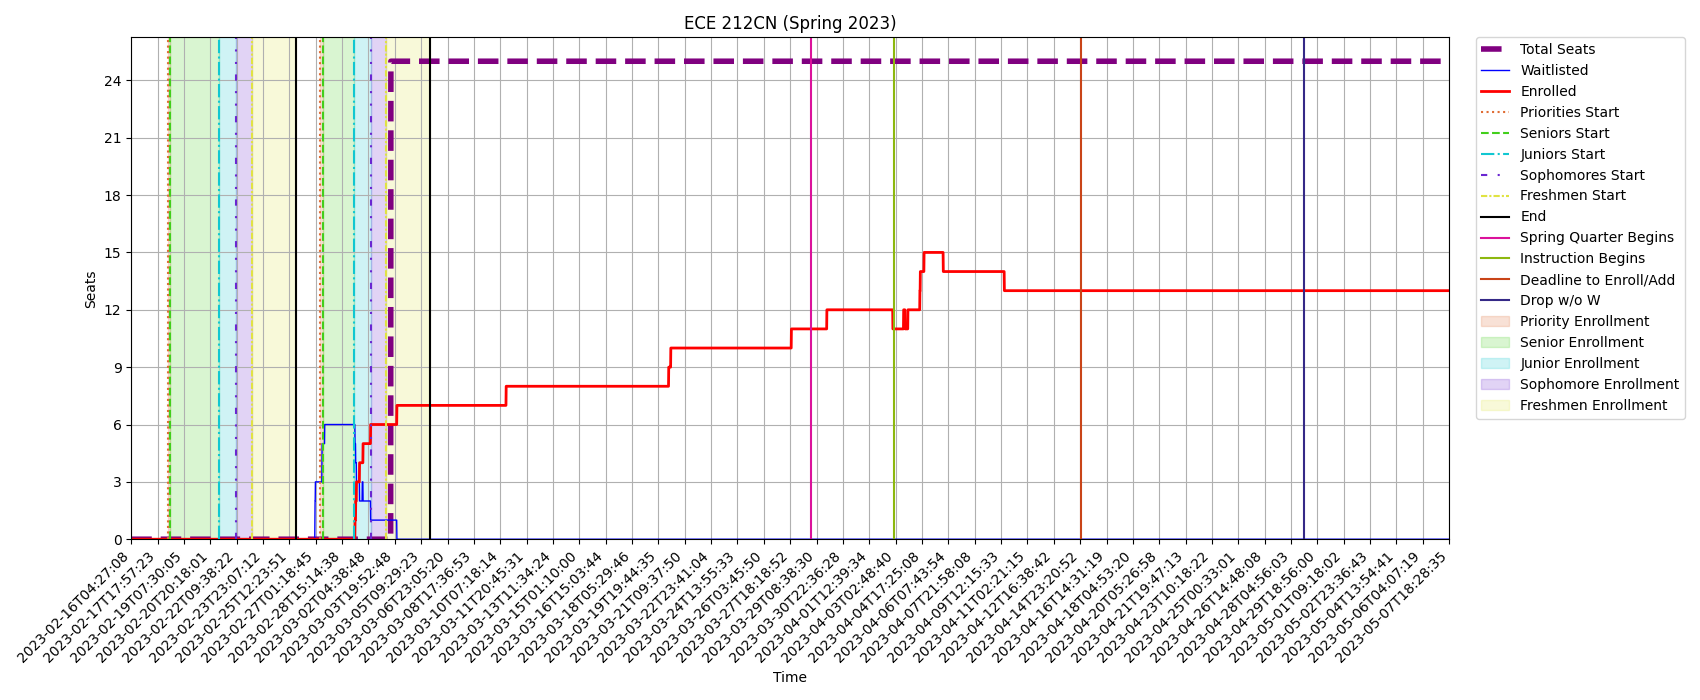 ECE 212CN (Spring 2023)
Seats
24
21
18
15
12
9
6
3
0
2023-02-16T04:27:08
2023-02-17T17:57:23
2023-02-19T07:30:05
2023-02-20T20:18:01
2023-02-22T09:38:22
2023-02-23T23:07:12
2023-02-25T12:23:51
2023-02-27T01:18:45
2023-02-28T15:14:38
2023-03-02T04:38:48
2023-03-03T19:52:48
2023-03-05T09:29:23
2023-03-06T23:05:20
2023-03-08T17:36:53
2023-03-10T07:18:14
2023-03-11T20:45:31
2023-03-13T11:34:24
2023-03-15T01:10:00
2023-03-16T15:03:44
2023-03-18T05:29:46
2023-03-19T19:44:35
2023-03-21T09:37:50
2023-03-22T23:41:04
2023-03-24T13:55:33
2023-03-26T03:45:50
2023-03-27T18:18:52
2023-03-29T08:38:30
2023-03-30T22:36:28
2023-04-01T12:39:34
2023-04-03T02:48:40
2023-04-04T17:25:08
2023-04-06T07:43:54
2023-04-07T21:58:08
2023-04-09T12:15:33
2023-04-11T02:21:15
2023-04-12T16:38:42
2023-04-14T23:20:52
2023-04-16T14:31:19
2023-04-18T04:53:20
2023-04-20T05:26:58
2023-04-21T19:47:13
2023-04-23T10:18:22
2023-04-25T00:33:01
2023-04-26T14:48:08
2023-04-28T04:56:03
2023-04-29T18:56:00
2023-05-01T09:18:02
2023-05-02T23:36:43
2023-05-04T13:54:41
2023-05-06T04:07:19
2023-05-07T18:28:35
Time
Total Seats
Waitlisted
Enrolled
Priorities Start
Seniors Start
Juniors Start
Sophomores Start
Freshmen Start
End
Spring Quarter Begins
Instruction Begins
Deadline to Enroll/Add
Drop w/o W
Priority Enrollment
Senior Enrollment
Junior Enrollment
Sophomore Enrollment
Freshmen Enrollment